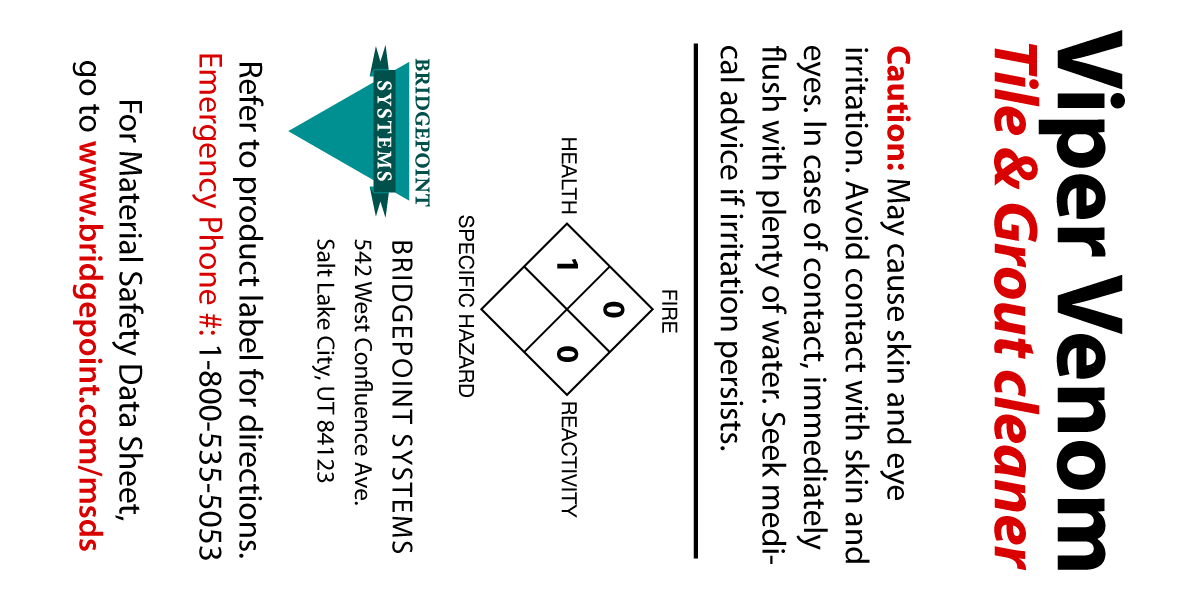 Viper Venom
Tile & Grout cleaner
Caution: May cause skin and eye
irritation. Avoid contact with skin and
eyes. In case of contact, immediately
flush with plenty of water. Seek medi-
cal advice if irritation persists.
FIRE
0
HEALTH
1
0
REACTIVITY
SPECIFIC HAZARD
BRIDGEPOINT
SYSTEMS
BRIDGEPOINT SYSTEMS
542 West Confluence Ave.
Salt Lake City, UT 84123
Refer to product label for directions.
Emergency Phone #: 1-800-535-5053
For Material Safety Data Sheet,
go to www.bridgepoint.com/msds